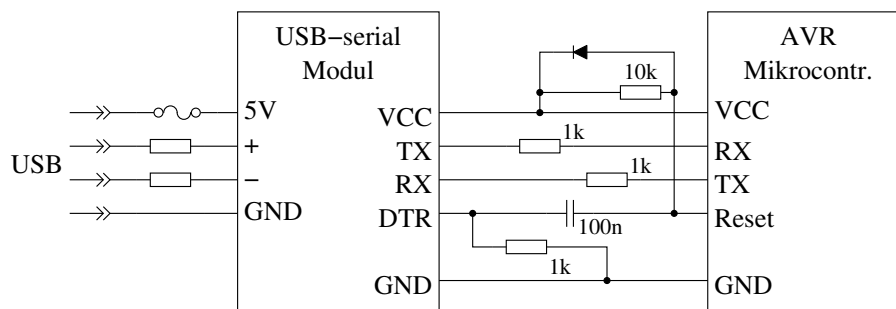 USB−serial
Modul
AVR
Mikrocontr.
10k
5V
VCC
VCC
1k
USB
+
TX
RX
1k
−
RX
TX
GND
DTR
100n
Reset
1k
GND
GND